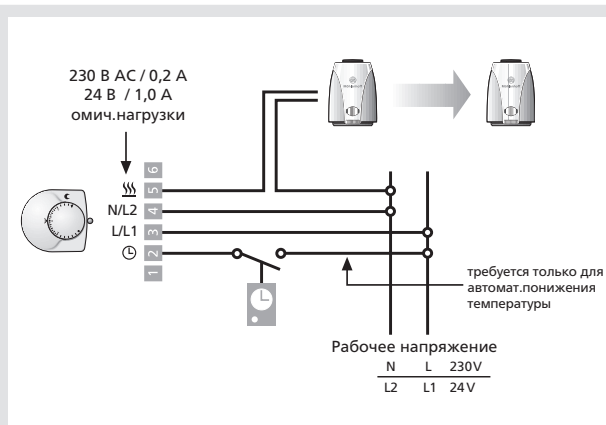 230 В AC / 0,2 A
24 В / 1,0 A
омич.нагрузки
6
5
N/L2 4
L/L1 3
2
1
требуется только для
автомат.понижения
температуры
Рабочее напряжение
N L 230V
L2 L1 24V